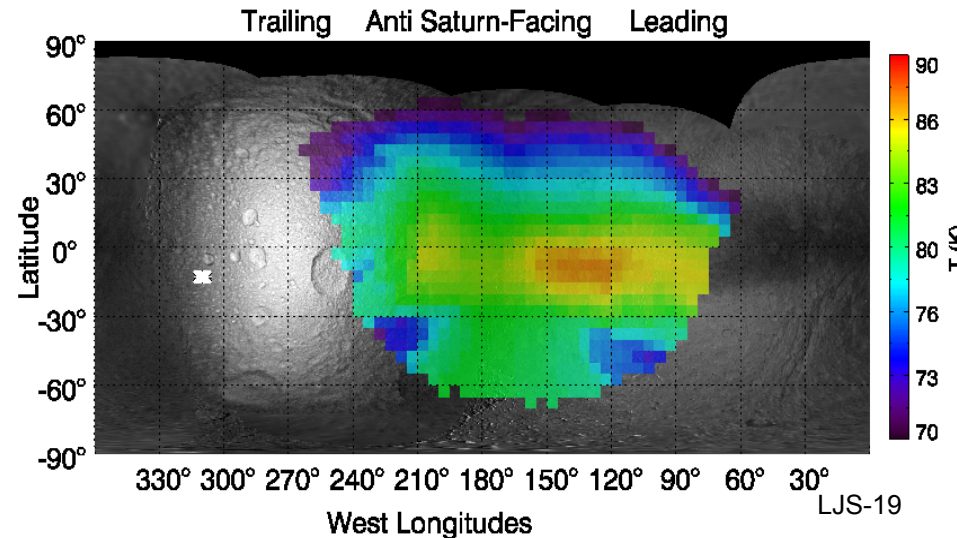 Trailing Anti Saturn-Facing Leading
90°
60°
30°
0°
-30°
-60°
-90°
Latitude
330° 300° 270° 240° 210° 180° 150° 120° 90° 60° 30°
West Longitudes
90
86
83
80
76
73
70
T (K)
LJS-19